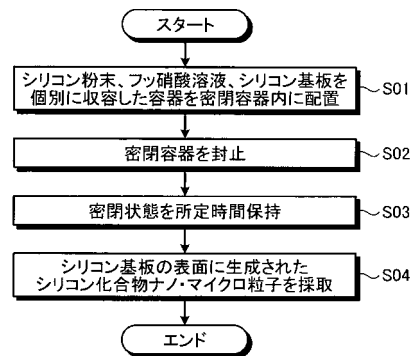 スタート
シリコン粉末、フッ硝酸溶液、シリコン基板を
個別に収容した容器を密閉容器内に配置
S01
密閉容器を封止
S02
密閉状態を所定時間保持
S03
シリコン基板の表面に生成された
シリコン化合物ナノ・マイクロ粒子を採取
S04
エンド